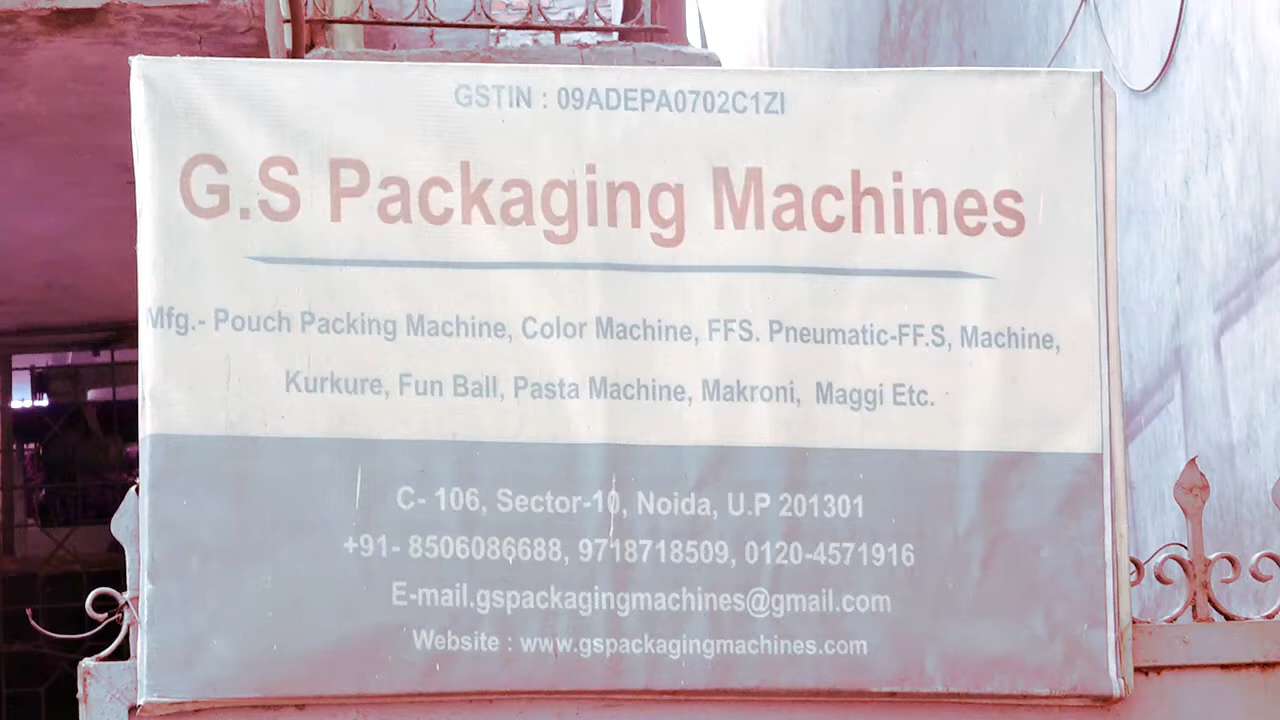 GSTIN : 09ADEPA0702C1ZI
G.S Packaging Machines
Mfg.- Pouch Packing Machine, Color Machine, FFS. Pneumatic-FF.S, Machine,
Kurkure, Fun Ball, Pasta Machine, Makroni, Maggi Etc.
C- 106, Sector-10, Noida, U.P 201301
+91- 8506086688, 9718718509, 0120-4571916
E-mail.gspackagingmachines@gmail.com
Website : www.gspackagingmachines.com